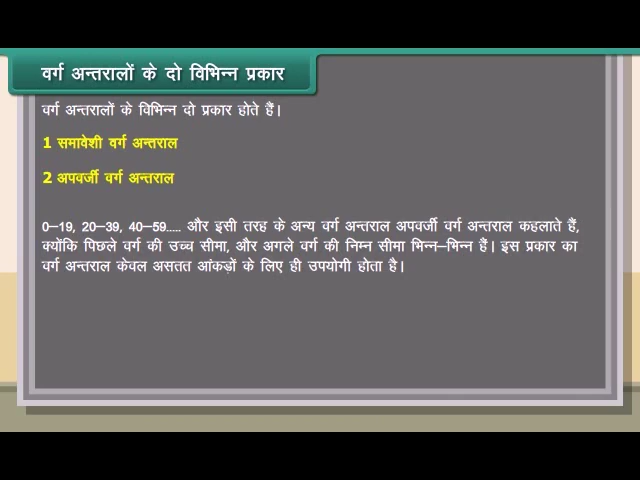 वर्ग अन्तरालों के दो विभिन्न प्रकार
वर्ग अन्तरालों के विभिन्न दो प्रकार होते हैं।
1 समावेशी वर्ग अन्तराल
2 अपवर्जी वर्ग अन्तराल
0–19, 20–39, 40–59..... और इसी तरह के अन्य वर्ग अन्तराल अपवर्जी वर्ग अन्तराल कहलाते हैं,
क्योंकि पिछले वर्ग की उच्च सीमा, और अगले वर्ग की निम्न सीमा भिन्न–भिन्न हैं। इस प्रकार का
वर्ग अन्तराल केवल असतत आंकड़ों के लिए ही उपयोगी होता है।